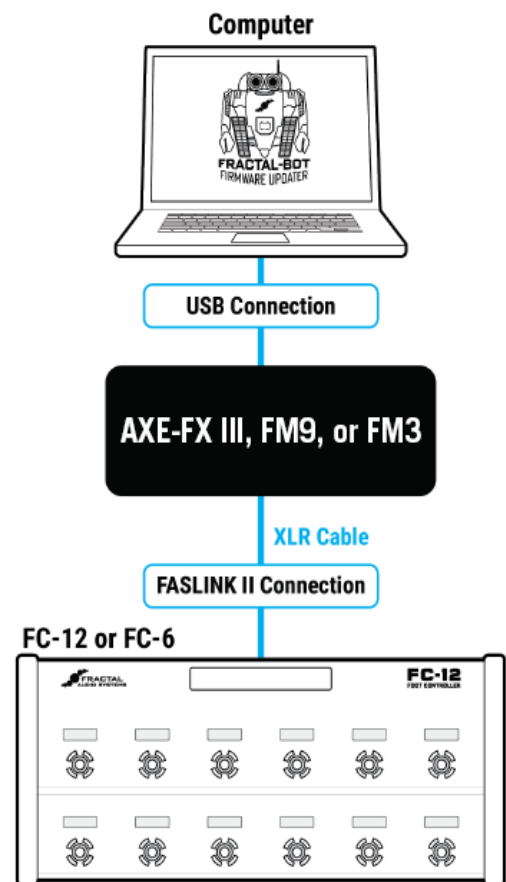 Computer
FRACTAL-BOT
FIRMWARE UPDATER
USB Connection
AXE-FX III, FM9, or FM3
XLR Cable
FASLINK II Connection
FC-12 or FC-6
FRACTAL
AUDIO SYSTEMS
FC-12
FOOT CONTROLLER